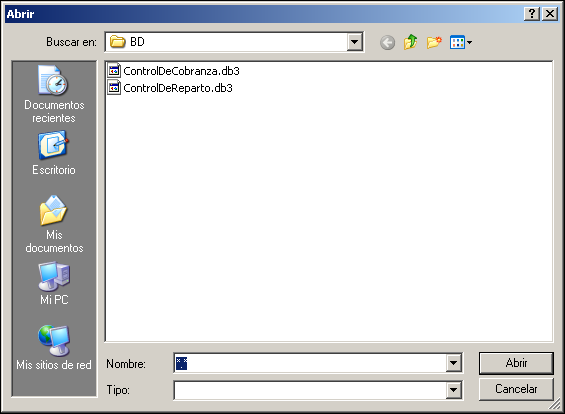 Abrir
Buscar en: BD
ControlDeCobranza.db3
ControlDeReparto.db3
Documentos
recientes
Escritorio
Mis
documentos
Mi PC
Mis sitios de red
Nombre: *.* Abrir
Tipo: Cancelar